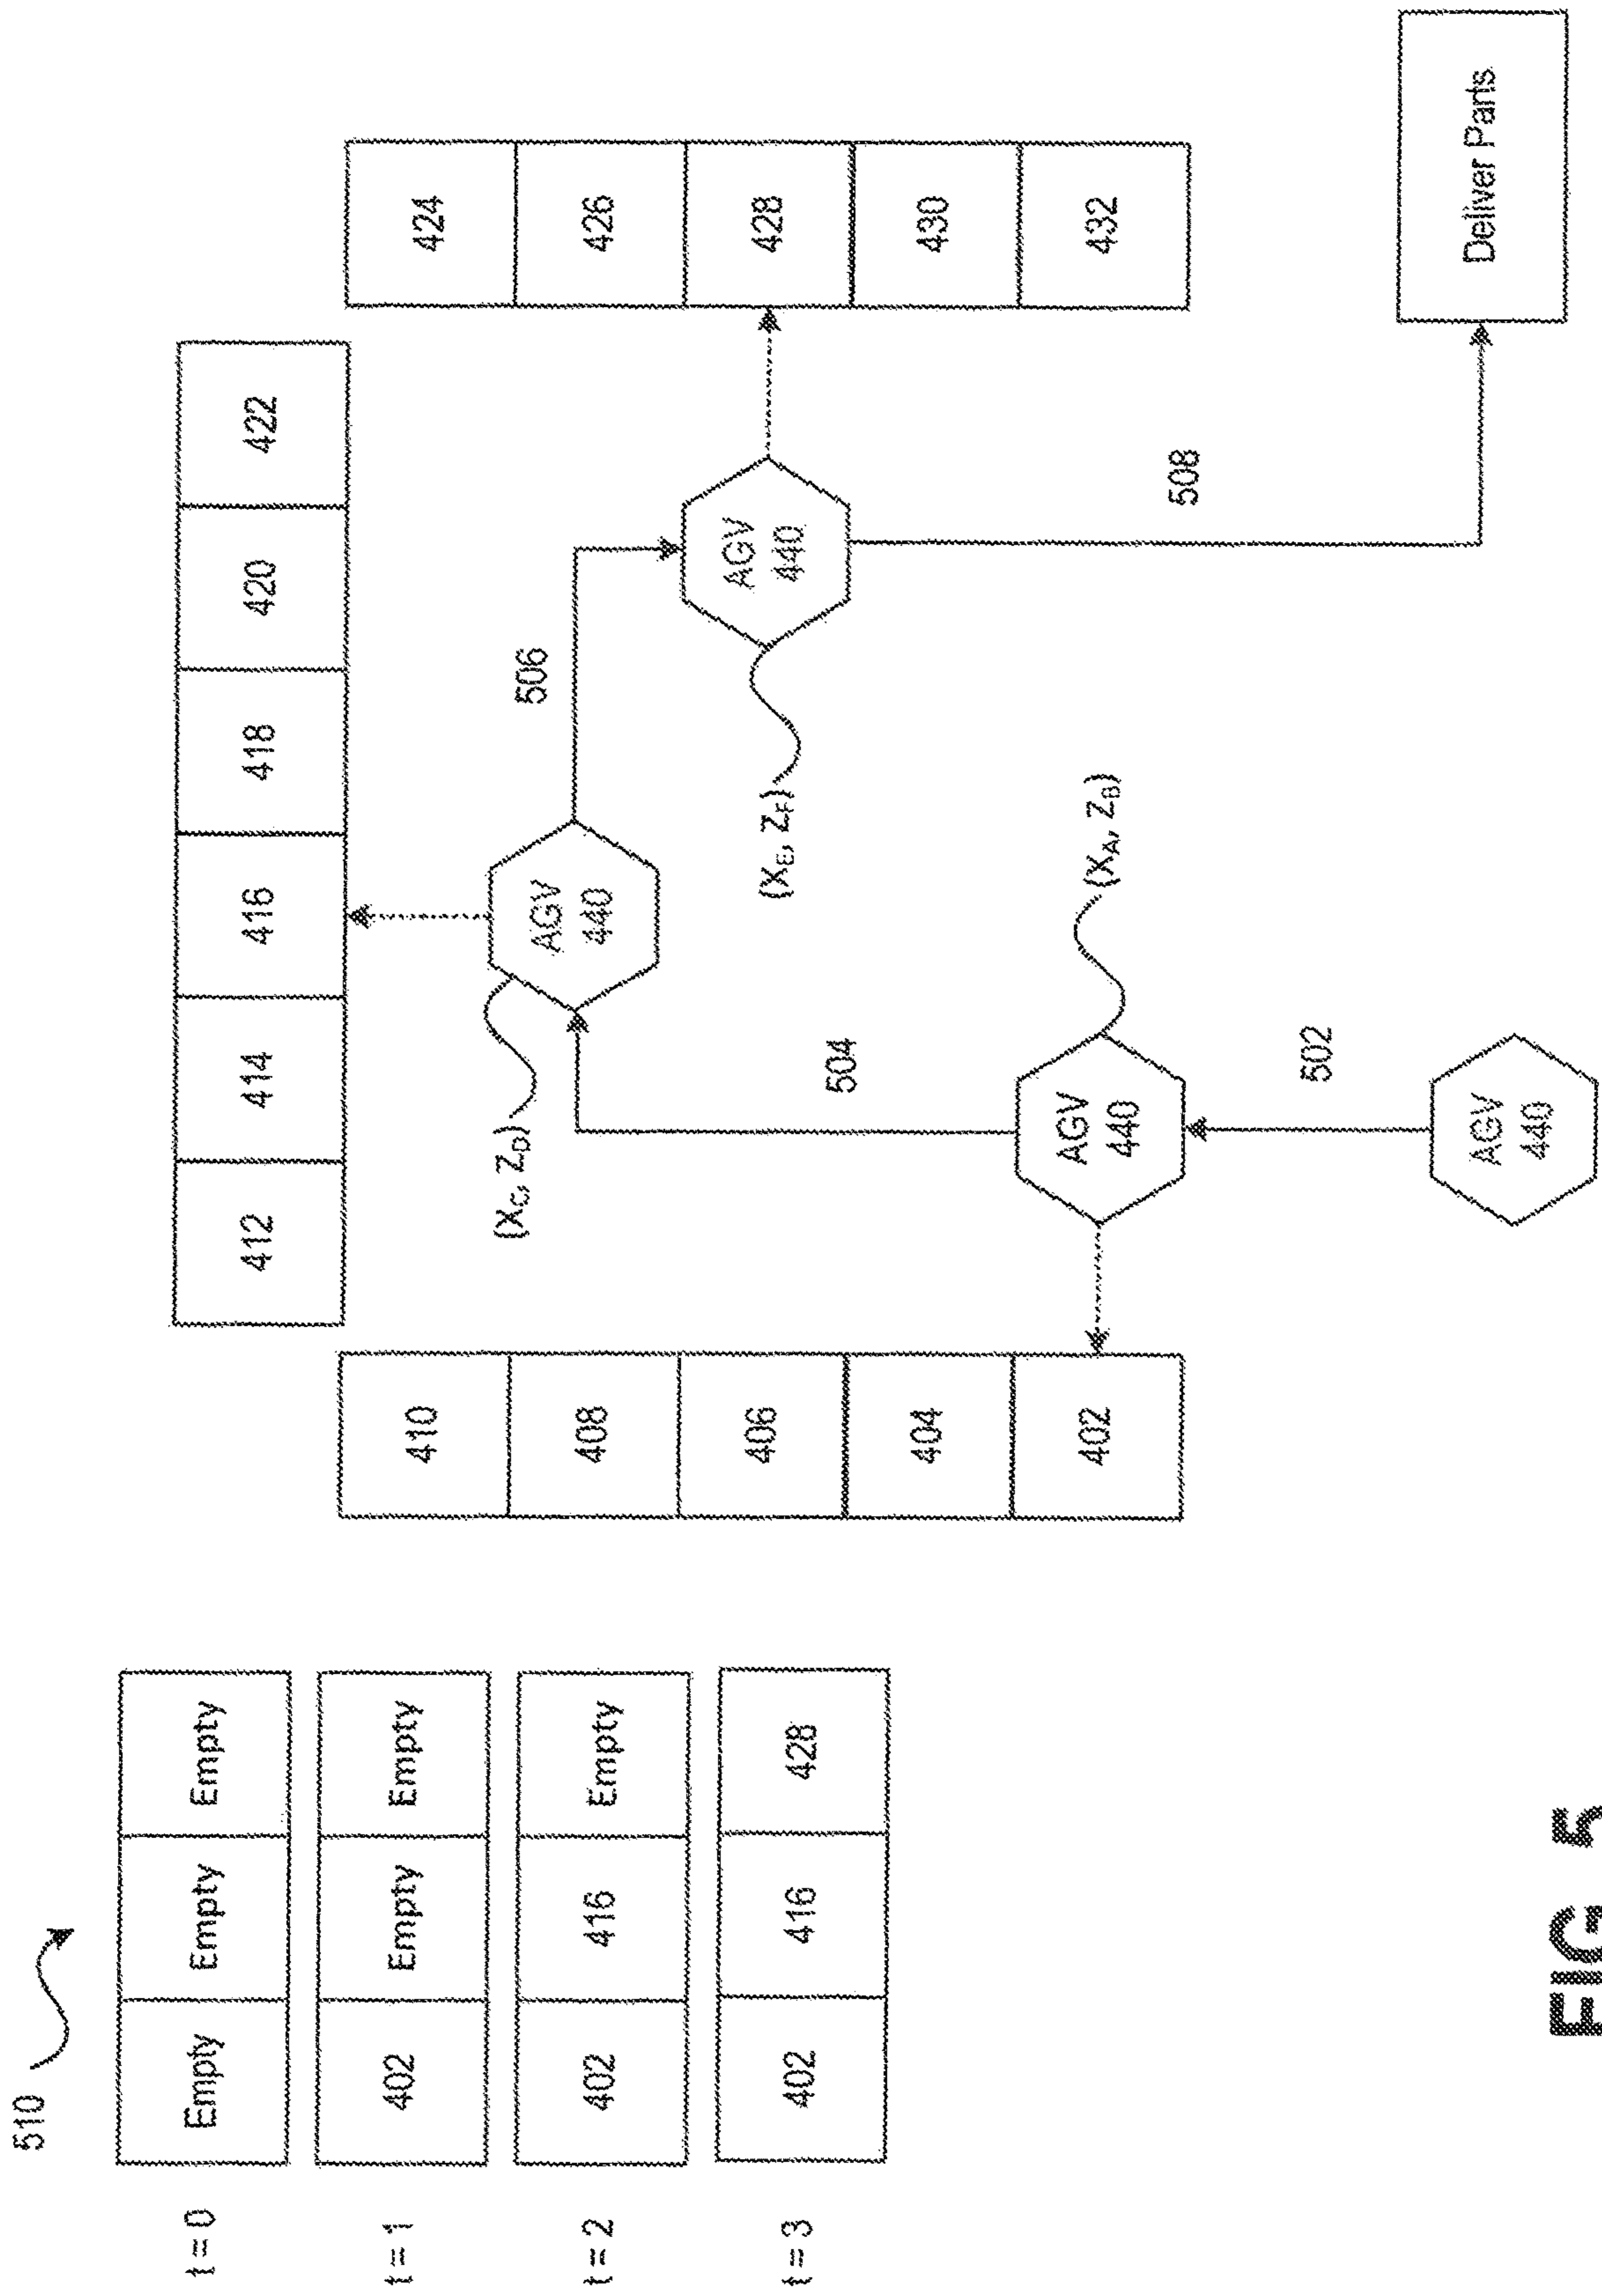 510
t = 0
Empty
Empty
Empty
t = 1
402
Empty
Empty
t = 2
402
416
Empty
t = 3
402
416
428
412
414
416
418
420
422
410
408
406
404
402
424
426
428
430
432
(XC, ZD)
AGV
440
506
(XE, ZF)
AGV
440
504
AGV
440
(XA, ZB)
508
502
AGV
440
Deliver Parts
FIG. 5